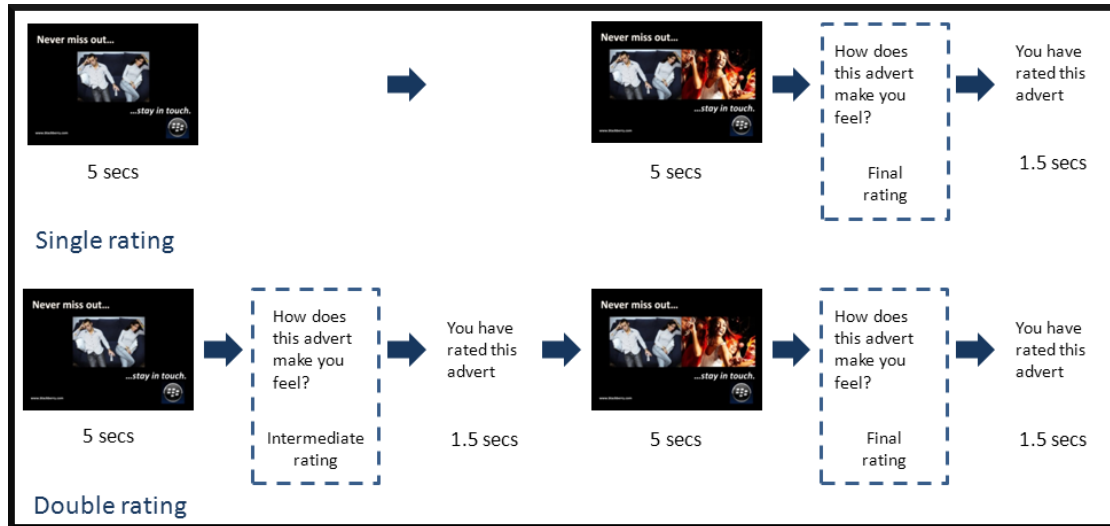 Never miss out...
...stay in touch.
5 secs
Never miss out...
...stay in touch.
5 secs
How does
this advert
make you
feel?
Final
rating
You have
rated this
advert
1.5 secs
Single rating
Never miss out...
...stay in touch.
5 secs
How does
this advert
make you
feel?
Intermediate
rating
You have
rated this
advert
1.5 secs
Never miss out...
...stay in touch.
5 secs
How does
this advert
make you
feel?
Final
rating
You have
rated this
advert
1.5 secs
Double rating